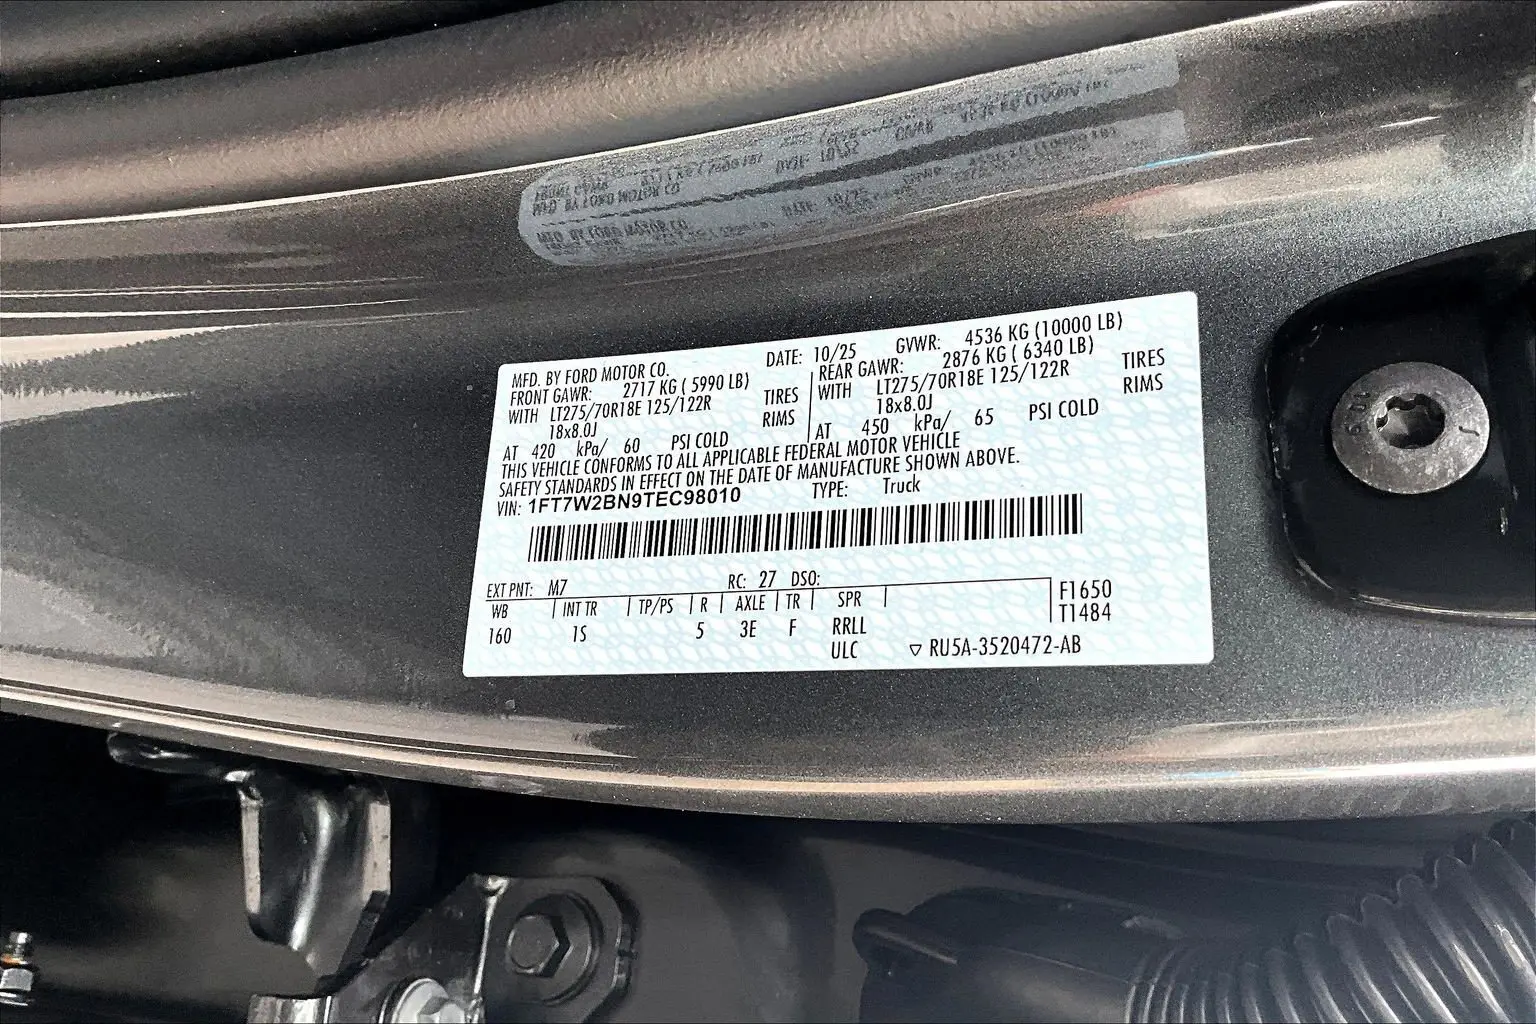 MFD. BY FORD MOTOR CO.
DATE: 10/25 GVWR: 4536 KG (10000 LB)
FRONT GAWR: 2717 KG ( 5990 LB)
REAR GAWR: 2876 KG ( 6340 LB)
WITH LT275/70R18E 125/122R TIRES
WITH LT275/70R18E 125/122R TIRES
18x8.0J RIMS
18x8.0J RIMS
AT 420 kPa/ 60 PSI COLD
AT 450 kPa/ 65 PSI COLD
THIS VEHICLE CONFORMS TO ALL APPLICABLE FEDERAL MOTOR VEHICLE
SAFETY STANDARDS IN EFFECT ON THE DATE OF MANUFACTURE SHOWN ABOVE.
VIN: 1FT7W2BN9TEC98010 TYPE: Truck
EXT PNT: M7 RC: 27 DSO:
WB INT TR TP/PS R AXLE TR SPR F1650
160 1S 5 3E F RRLL T1484
ULC ▽ RU5A-3520472-AB